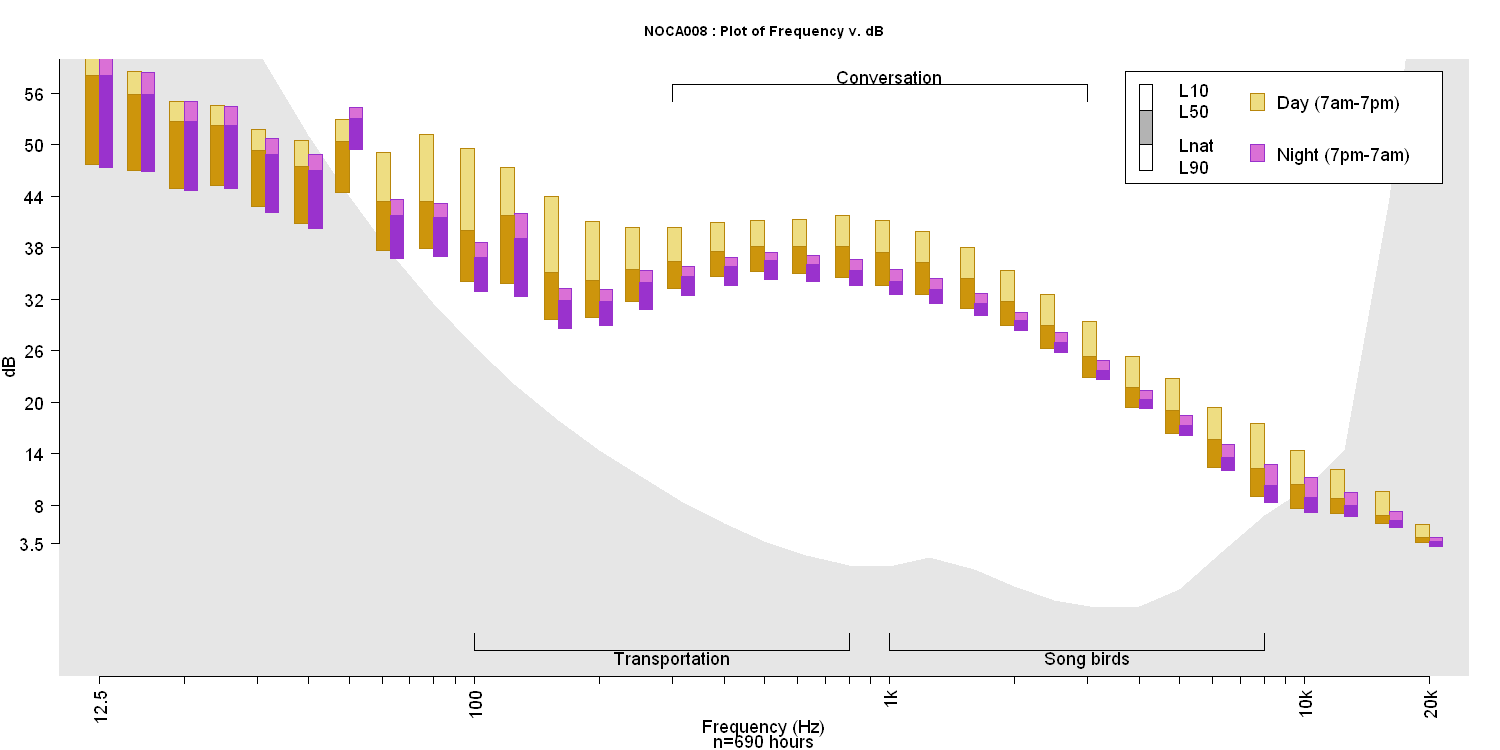 NOCA008 : Plot of Frequency v. dB
Conversation
L10
L50
Lnat
L90
Day (7am-7pm)
Night (7pm-7am)
56
50
44
38
32
26
20
14
8
3.5
dB
Transportation
Song birds
12.5
100
1k
10k
20k
Frequency (Hz)
n=690 hours